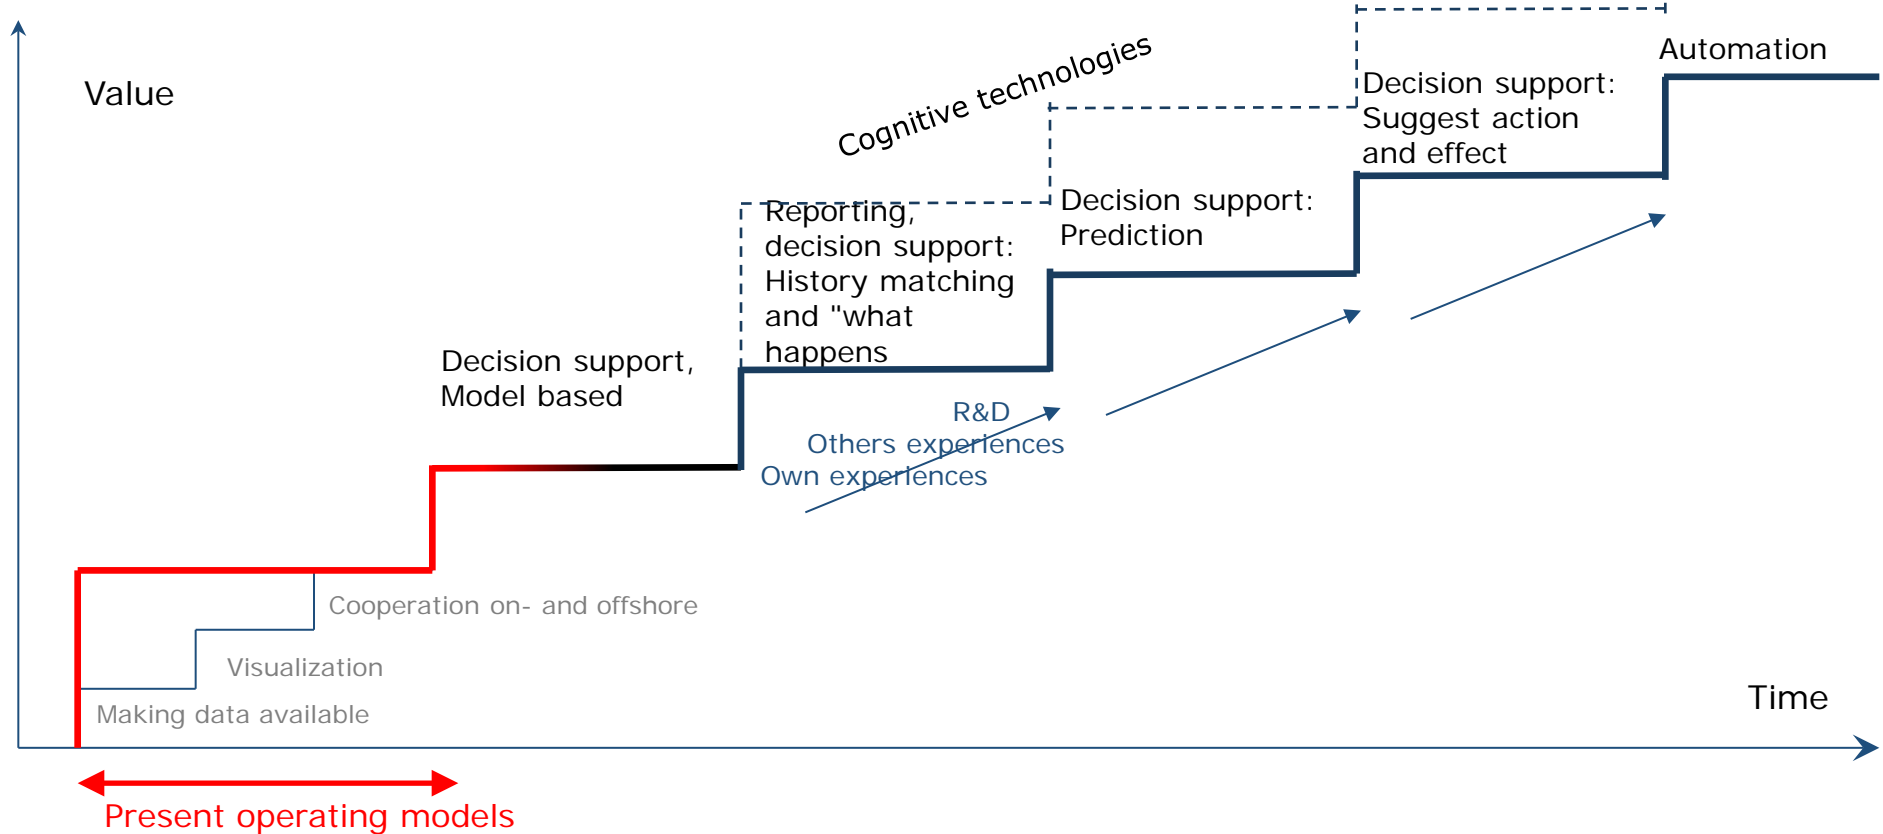 Value
Cognitive technologies
Automation
Decision support:
Suggest action
and effect
Decision support:
Prediction
Reporting,
decision support:
History matching
and "what
happens
Decision support,
Model based
R&D
Others experiences
Own experiences
Cooperation on- and offshore
Visualization
Making data available
Time
Present operating models